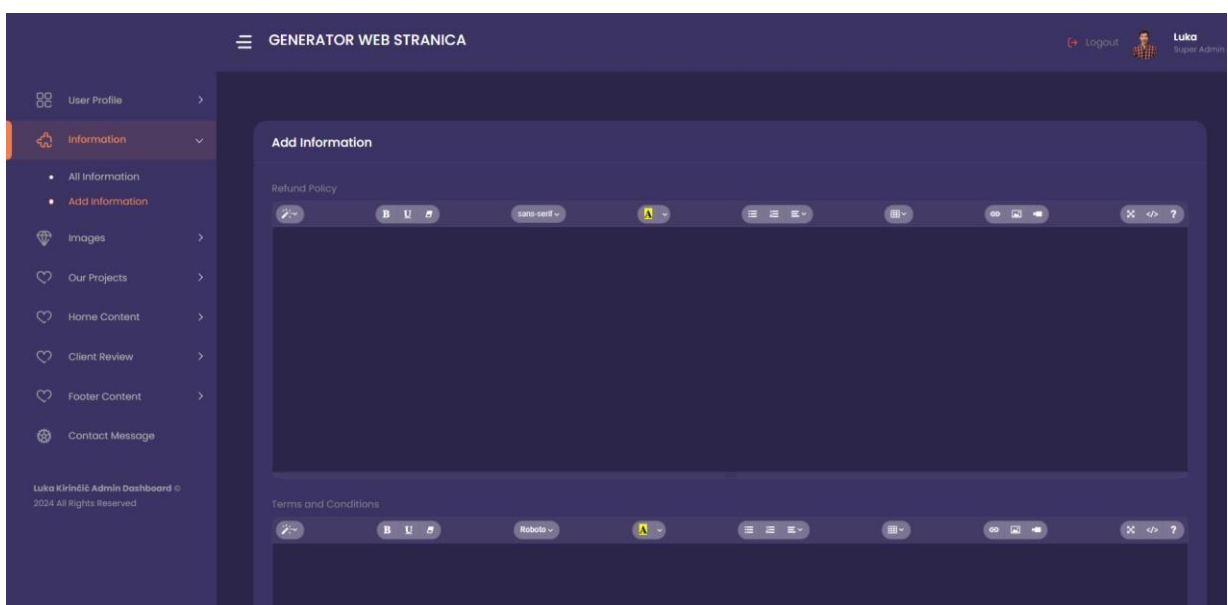 GENERATOR WEB STRANICA
Logout
Luka
Super Admin
User Profile
Information
All Information
Add Information
Images
Our Projects
Home Content
Client Review
Footer Content
Contact Message
Luka Kirinčić Admin Dashboard ©
2024 All Rights Reserved
Add Information
Refund Policy
B U sans-serif A </> ?
Terms and Conditions
B U Roboto A </> ?